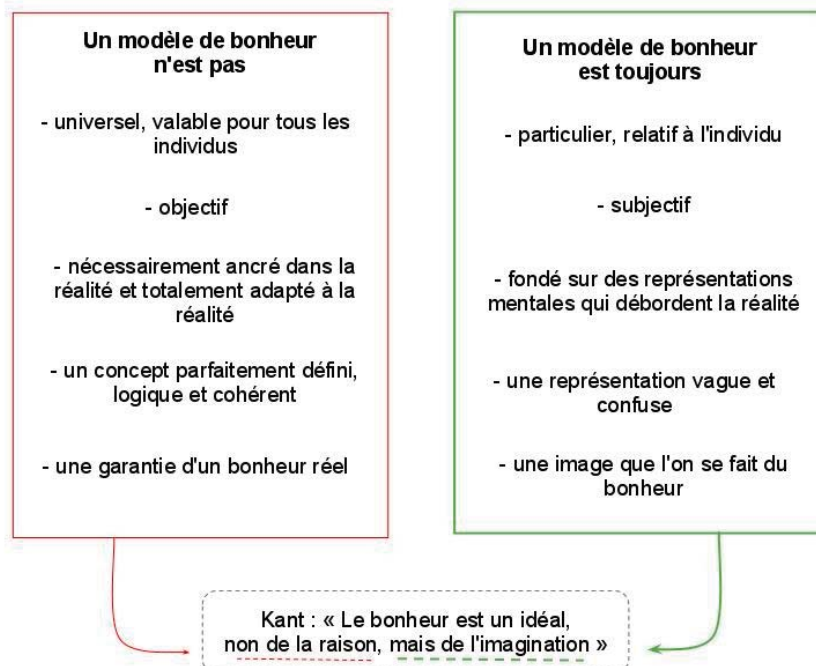 Un modèle de bonheur
n'est pas
- universel, valable pour tous les
individus
- objectif
- nécessairement ancré dans la
réalité et totalement adapté à la
réalité
- un concept parfaitement défini,
logique et cohérent
- une garantie d'un bonheur réel
Un modèle de bonheur
est toujours
- particulier, relatif à l'individu
- subjectif
- fondé sur des représentations
mentales qui débordent la réalité
- une représentation vague et
confuse
- une image que l'on se fait du
bonheur
Kant : « Le bonheur est un idéal,
non de la raison, mais de l'imagination »